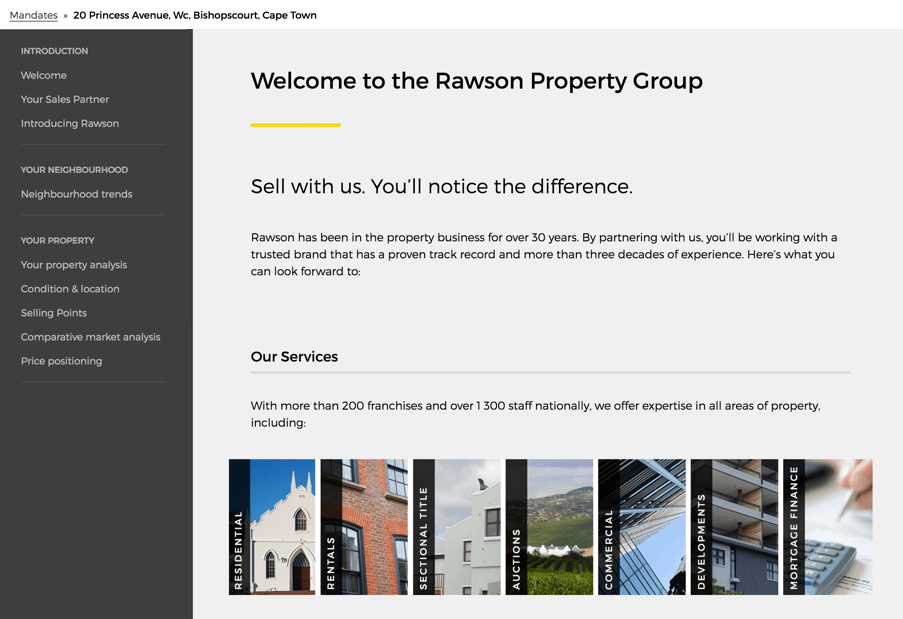 Mandates » 20 Princess Avenue, Wc, Bishopscourt, Cape Town
INTRODUCTION
Welcome
Your Sales Partner
Introducing Rawson
YOUR NEIGHBOURHOOD
Neighbourhood trends
YOUR PROPERTY
Your property analysis
Condition & location
Selling Points
Comparative market analysis
Price positioning
Welcome to the Rawson Property Group
Sell with us. You’ll notice the difference.
Rawson has been in the property business for over 30 years. By partnering with us, you’ll be working with a
trusted brand that has a proven track record and more than three decades of experience. Here’s what you
can look forward to:
Our Services
With more than 200 franchises and over 1 300 staff nationally, we offer expertise in all areas of property,
including:
RESIDENTIAL
RENTALS
SECTIONAL TITLE
AUCTIONS
COMMERCIAL
DEVELOPMENTS
MORTGAGE FINANCE